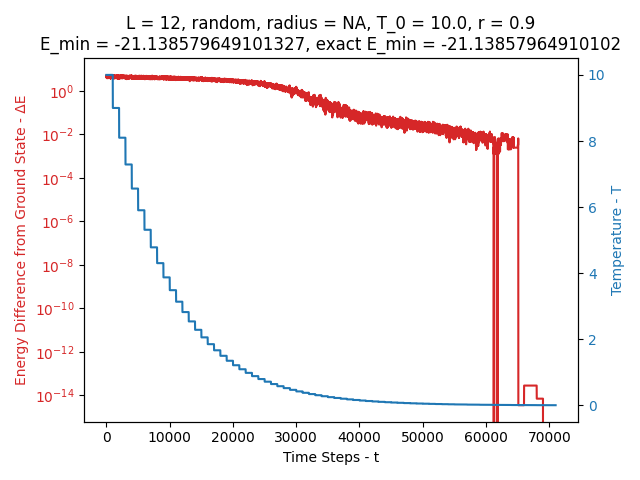 L = 12, random, radius = NA, T_0 = 10.0, r = 0.9
E_min = -21.138579649101327, exact E_min = -21.13857964910102
Energy Difference from Ground State - ΔE
10⁰
10⁻²
10⁻⁴
10⁻⁶
10⁻⁸
10⁻¹⁰
10⁻¹²
10⁻¹⁴
10
8
6
4
2
0
Temperature - T
0 10000 20000 30000 40000 50000 60000 70000
Time Steps - t